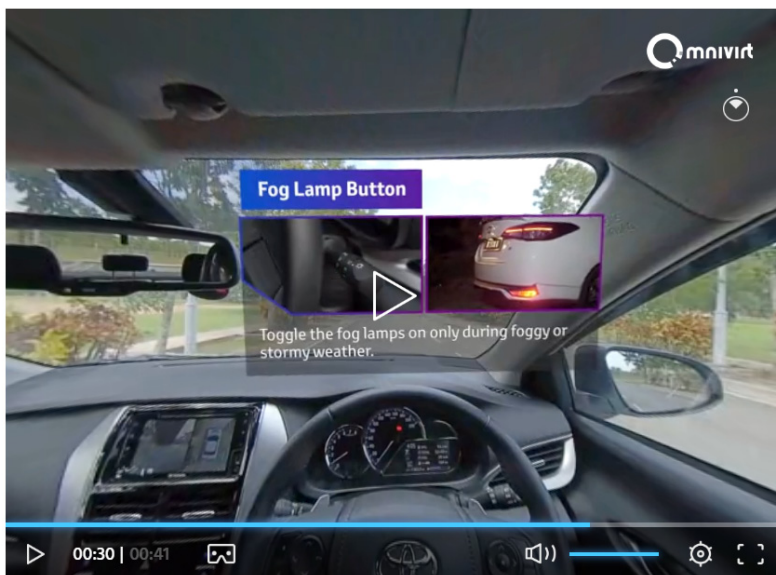 Omnivirt
Fog Lamp Button
Toggle the fog lamps on only during foggy or
stormy weather.
00:30 | 00:41